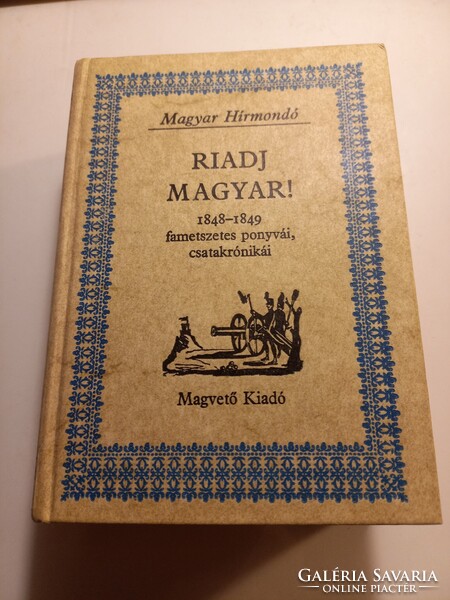 Magyar Hírmondó
RIADJ
MAGYAR!
1848–1849
fametszetes ponyvái,
csatakrónikái
Magvető Kiadó
GALÉRIA SAVARIA
ONLINE PIACTÉR